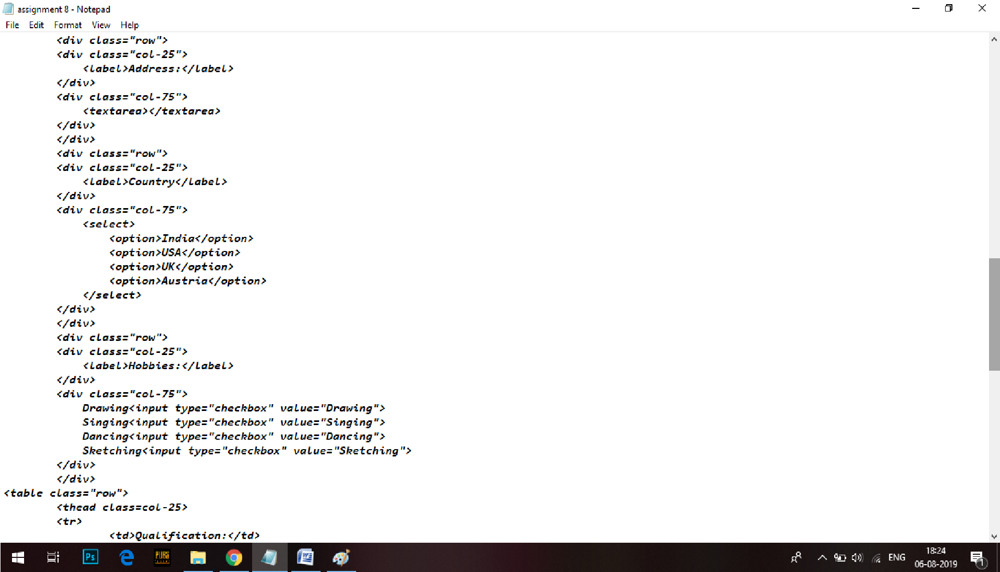 assignment 8 - Notepad
File Edit Format View Help
<div class="row">
<div class="col-25">
<label>Address:</label>
</div>
<div class="col-75">
<textarea></textarea>
</div>
</div>
<div class="row">
<div class="col-25">
<label>Country</label>
</div>
<div class="col-75">
<select>
<option>India</option>
<option>USA</option>
<option>UK</option>
<option>Austria</option>
</select>
</div>
</div>
<div class="row">
<div class="col-25">
<label>Hobbies:</label>
</div>
<div class="col-75">
Drawing<input type="checkbox" value="Drawing">
Singing<input type="checkbox" value="Singing">
Dancing<input type="checkbox" value="Dancing">
Sketching<input type="checkbox" value="Sketching">
</div>
</div>
<table class="row">
<thead class=col-25>
<tr>
<td>Qualification:</td>
Ps PUBG ENG 18:24
06-08-2019 1